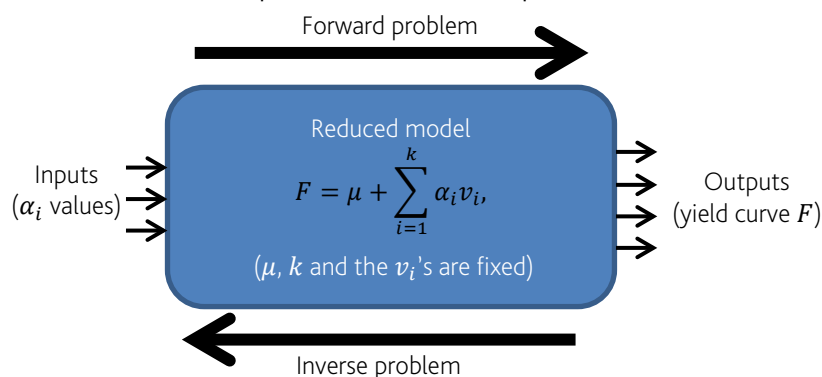 Forward problem
Reduced model
Inputs
(αᵢ values)
F = μ + ∑ᵢ₌₁ᵏ αᵢvᵢ,
Outputs
(yield curve F)
(μ, k and the vᵢ's are fixed)
Inverse problem